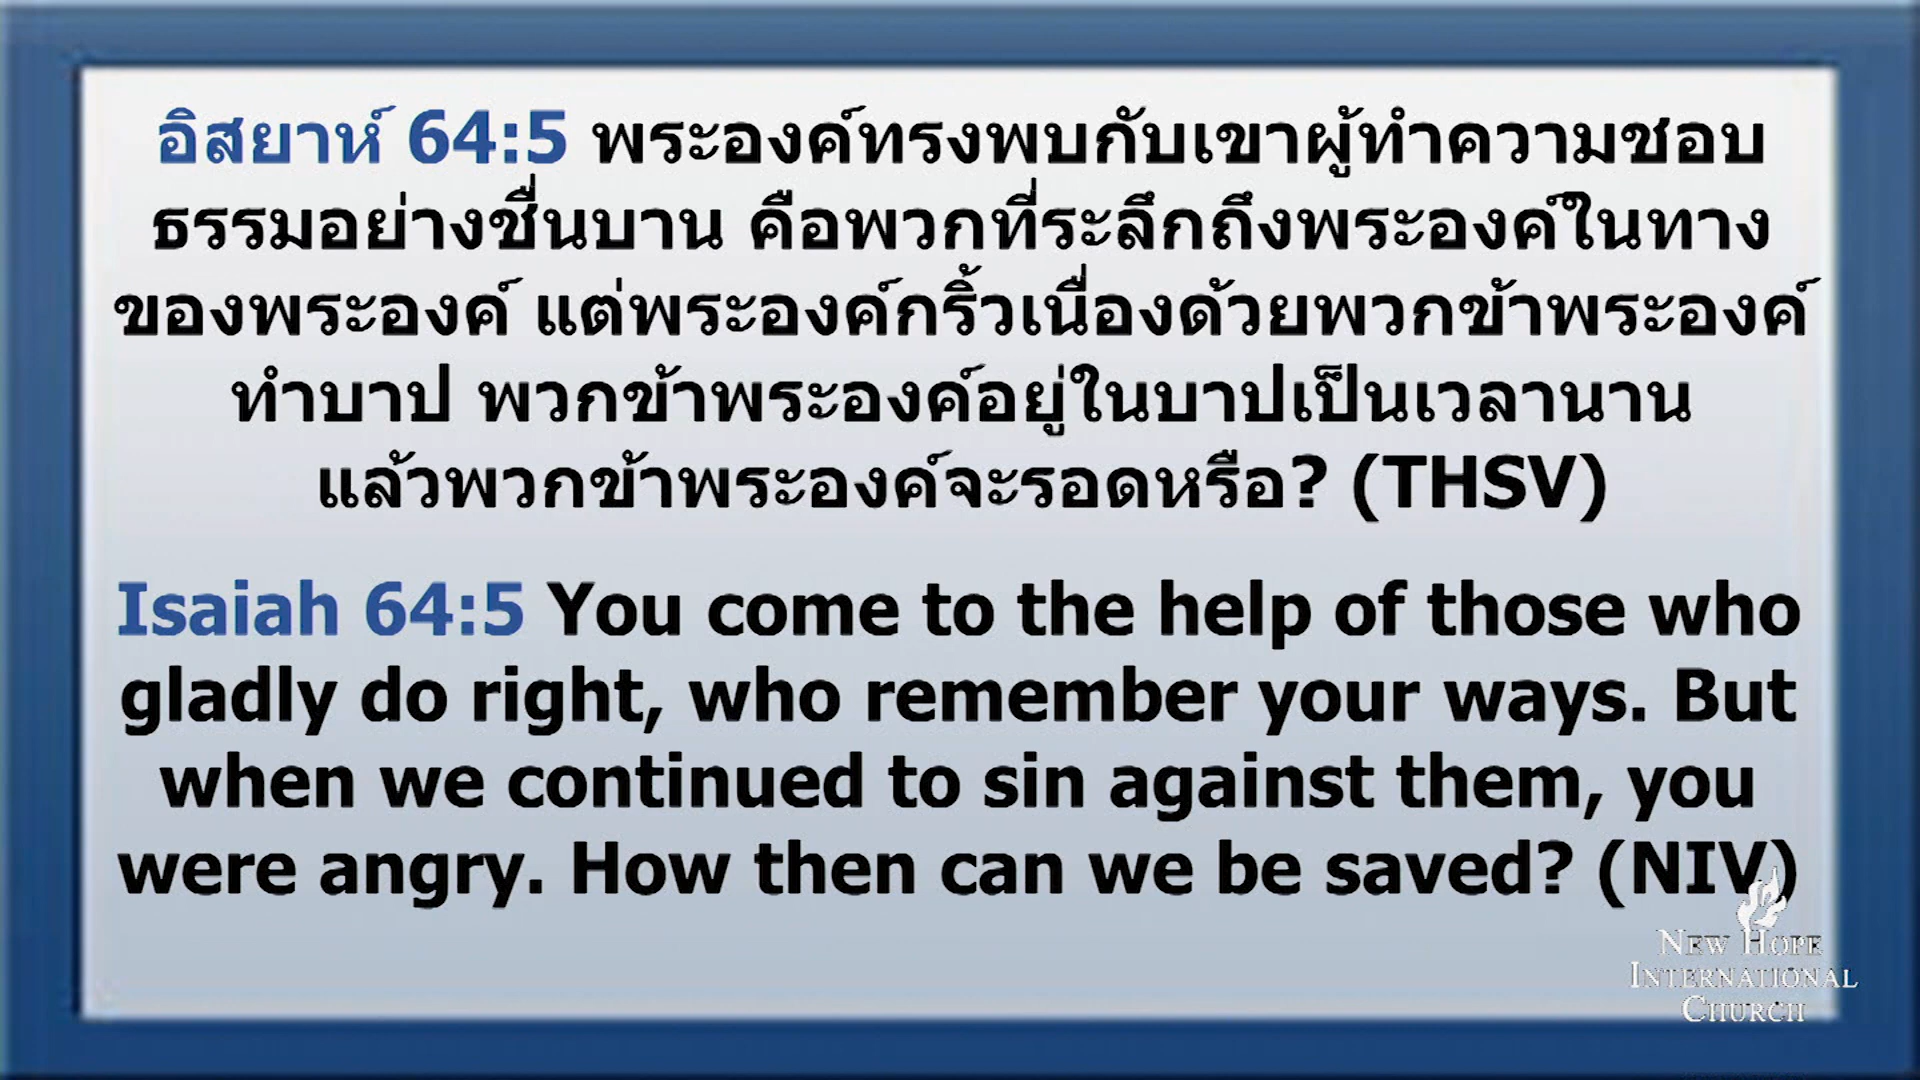 อิสยาห์ 64:5 พระองค์ทรงพบกับเขาผู้ทำความชอบ
ธรรมอย่างชื่นบาน คือพวกที่ระลึกถึงพระองค์ในทาง
ของพระองค์ แต่พระองค์กริ้วเนื่องด้วยพวกข้าพระองค์
ทำบาป พวกข้าพระองค์อยู่ในบาปเป็นเวลานาน
แล้วพวกข้าพระองค์จะรอดหรือ? (THSV)
Isaiah 64:5 You come to the help of those who
gladly do right, who remember your ways. But
when we continued to sin against them, you
were angry. How then can we be saved? (NIV)
NEW HOPE
INTERNATIONAL
CHURCH